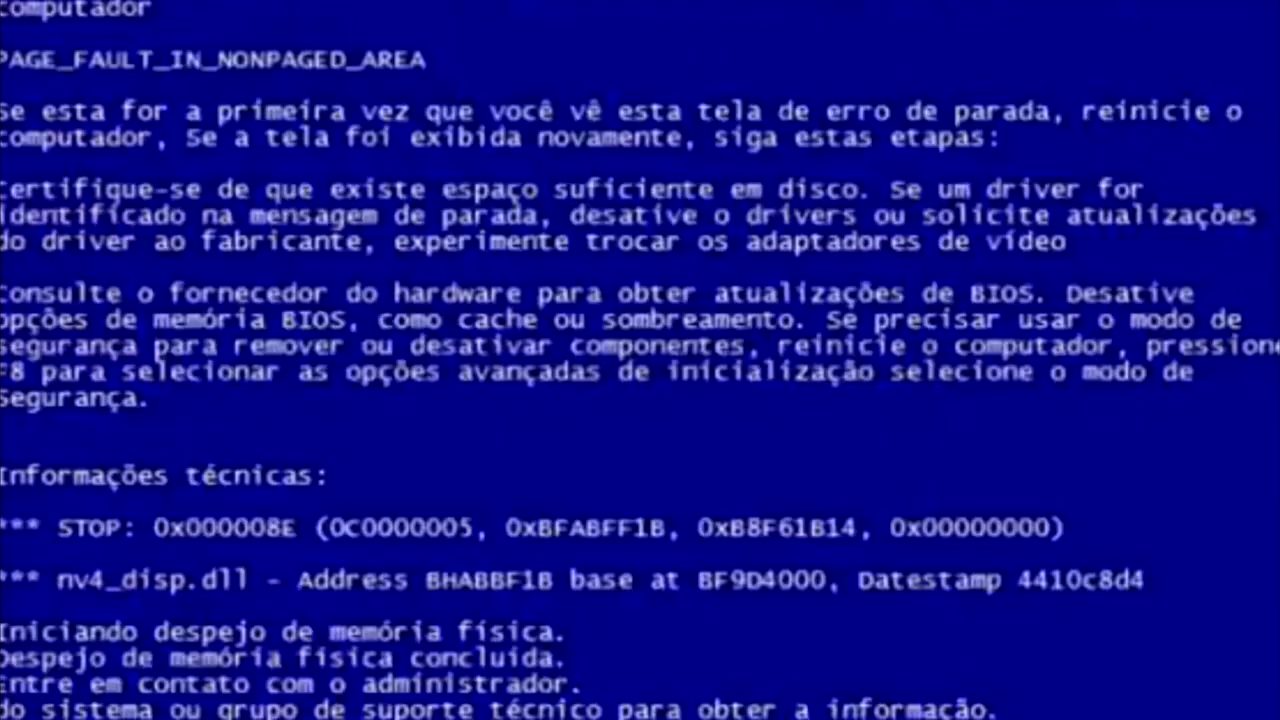 computador
PAGE_FAULT_IN_NONPAGED_AREA
Se esta for a primeira vez que você vê esta tela de erro de parada, reinicie o
computador, Se a tela foi exibida novamente, siga estas etapas:
Certifique-se de que existe espaço suficiente em disco. Se um driver for
identificado na mensagem de parada, desative o drivers ou solicite atualizações
do driver ao fabricante, experimente trocar os adaptadores de vídeo
Consulte o fornecedor do hardware para obter atualizações de BIOS. Desative
opções de memória BIOS, como cache ou sombreamento. Se precisar usar o modo de
segurança para remover ou desativar componentes, reinicie o computador, pressione
F8 para selecionar as opções avançadas de inicialização selecione o modo de
segurança.
Informações técnicas:
*** STOP: 0x000008E (0C0000005, 0xBFABFF1B, 0xB8F61B14, 0x00000000)
*** nv4_disp.dll - Address BHABBF1B base at BF9D4000, Datestamp 4410c8d4
Iniciando despejo de memória física.
Despejo de memória física concluída.
Entre em contato com o administrador.
do sistema ou grupo de suporte técnico para obter a informação.